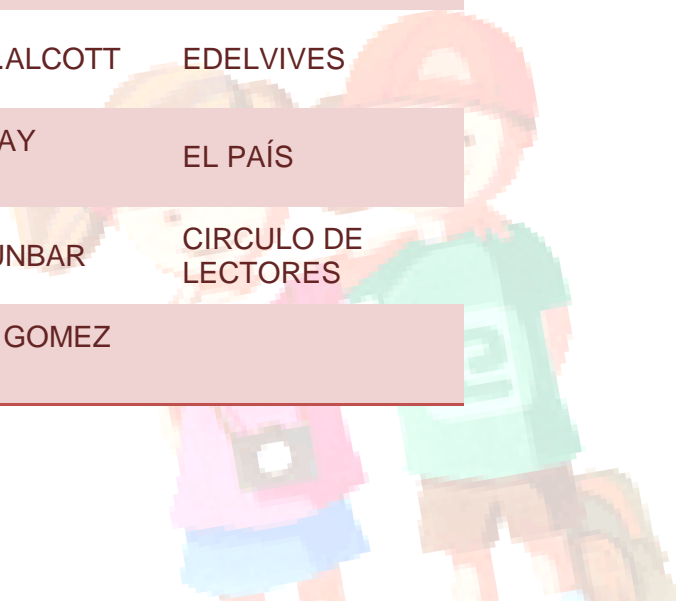 .ALCOTT EDELVIVES
AY
EL PAÍS
UNBAR
CIRCULO DE
LECTORES
GOMEZ